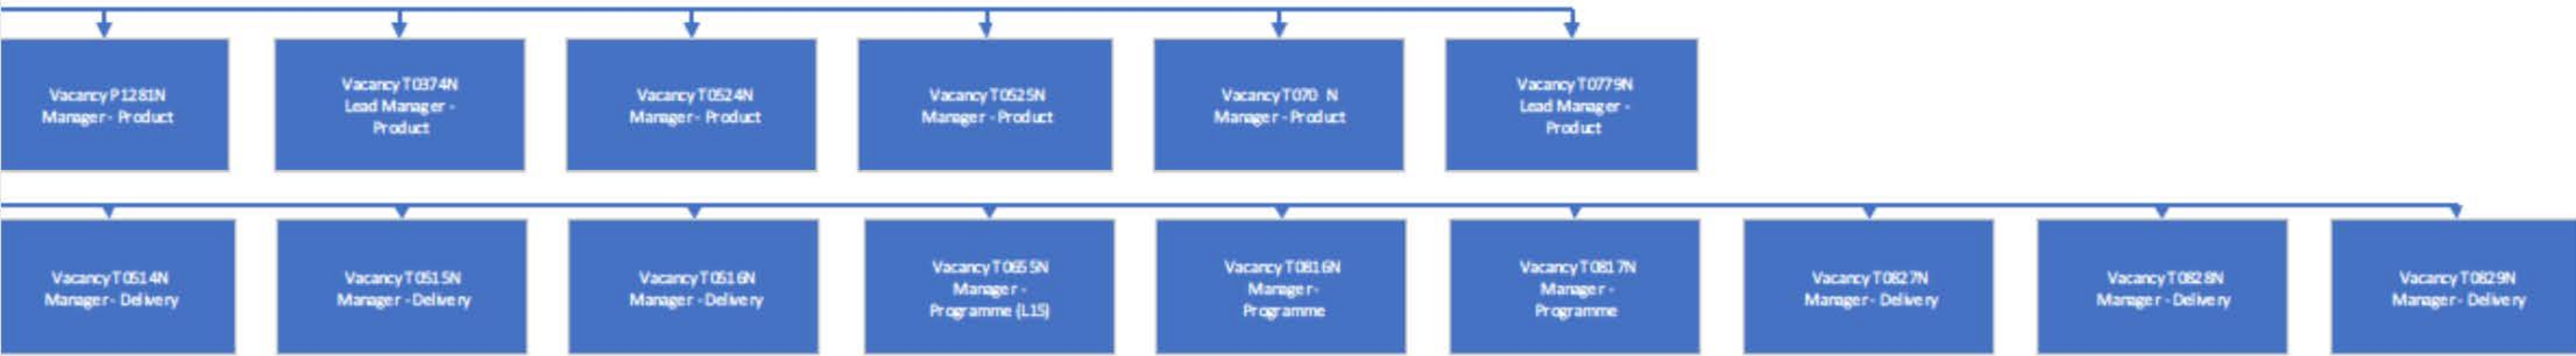 Vacancy P1281N
Manager - Product
Vacancy T0374N
Lead Manager -
Product
Vacancy T0524N
Manager - Product
Vacancy T0525N
Manager - Product
Vacancy T070 N
Manager - Product
Vacancy T0779N
Lead Manager -
Product
Vacancy T0514N
Manager - Delivery
Vacancy T0515N
Manager - Delivery
Vacancy T0516N
Manager - Delivery
Vacancy T0655N
Manager -
Programme (L15)
Vacancy T0816N
Manager -
Programme
Vacancy T0817N
Manager -
Programme
Vacancy T0827N
Manager - Delivery
Vacancy T0828N
Manager - Delivery
Vacancy T0829N
Manager - Delivery